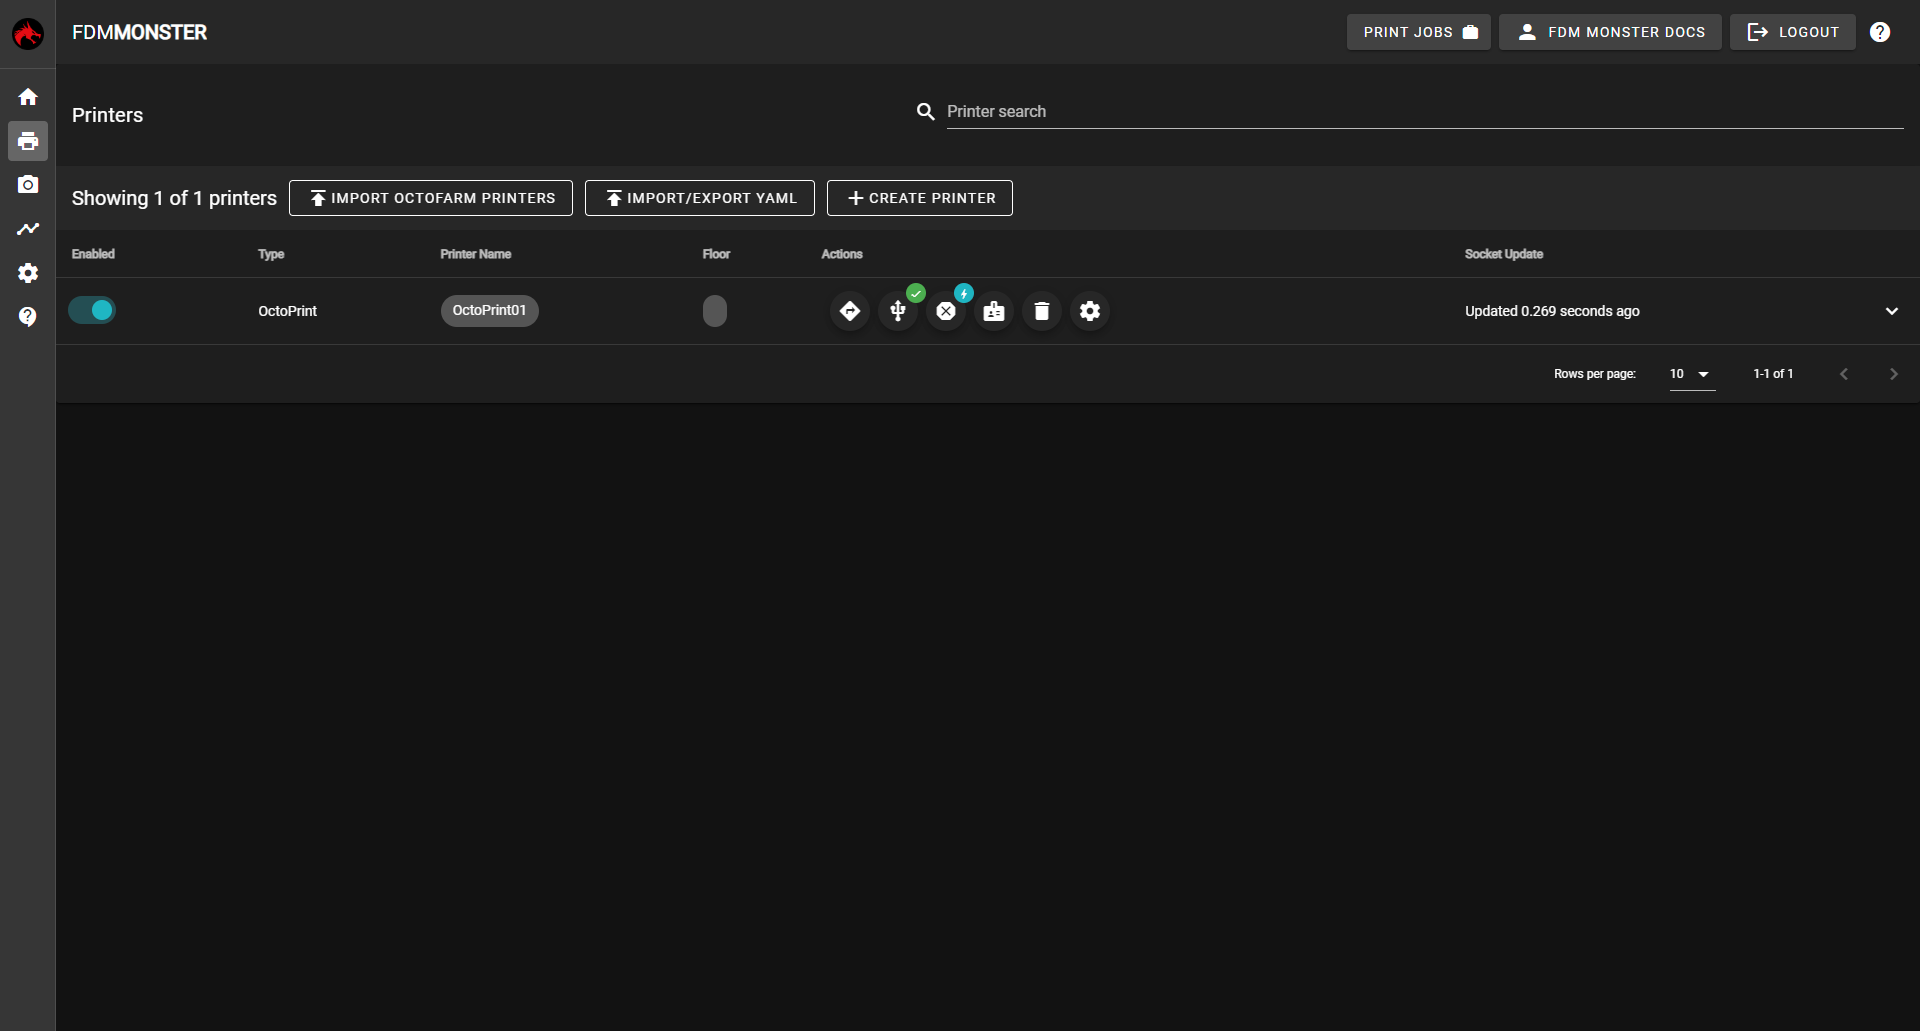 FDMMONSTER
PRINT JOBS
FDM MONSTER DOCS
LOGOUT
Printers
Printer search
Showing 1 of 1 printers
IMPORT OCTOFARM PRINTERS
IMPORT/EXPORT YAML
CREATE PRINTER
Enabled
Type
Printer Name
Floor
Actions
Socket Update
OctoPrint
OctoPrint01
Updated 0.269 seconds ago
Rows per page:
10
1-1 of 1